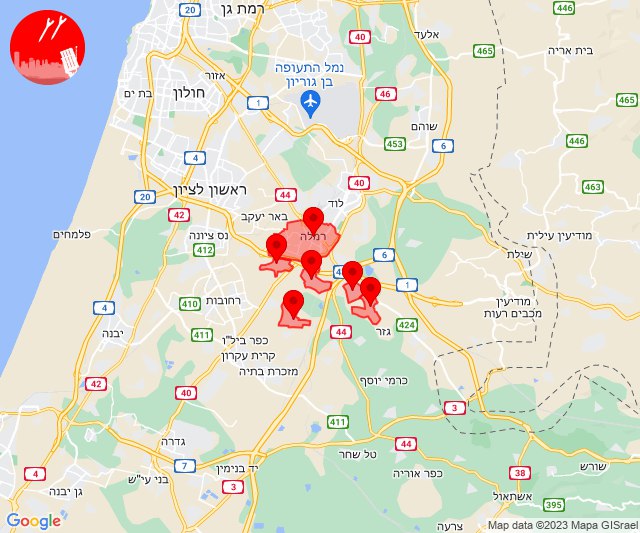 20
רמת גן
446
40
אלעד
465
בית אריה
446
אזור
נמל התעופה
בן גוריון
46
465
בת ים
חולון
1
שוהם
453
6
4
40
463
ראשון לציון
44
20
42
לוד
באר יעקב
פלמחים
נס ציונה
רמלה
מודיעין עילית
412
6
שילת
1
410
רחובות
מודיעין
מכבים רעות
404
411
44
424
גזר
יבנה
כפר ביל"ו
קרית עקרון
מזכרת בתיה
42
כרמי יוסף
40
3
411
גדרה
44
טל שחר
7
יד בנימין
4
בני עי"ש
3
כפר אוריה
38
שורש
גן יבנה
אשתאול
395
צרעה
Google
Map data ©2023 Mapa GISrael